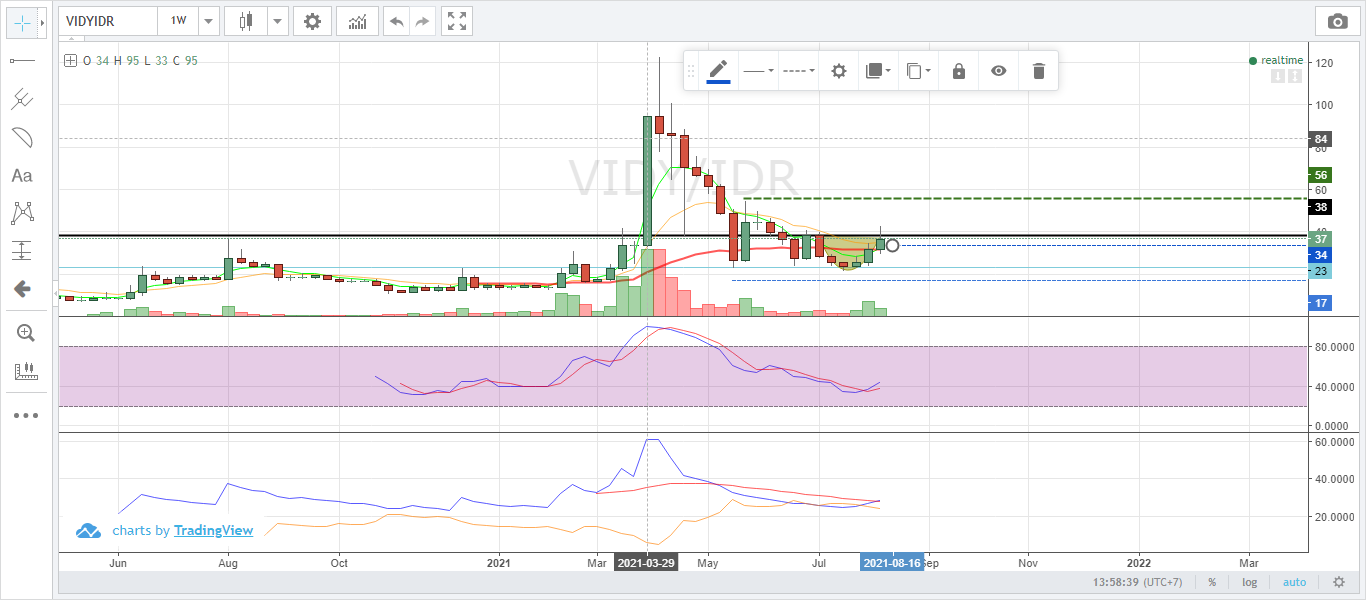 VIDYIDR 1W
O 34 H 95 L 33 C 95
realtime
VIDY/IDR
120
100
84
80
60
56
38
40
37
34
23
17
80.0000
40.0000
0.0000
60.0000
40.0000
20.0000
Aa
charts by TradingView
Jun Aug Oct 2021 Mar 2021-03-29 May Jul 2021-08-16 Sep Nov 2022 Mar
13:58:39 (UTC+7) % log auto